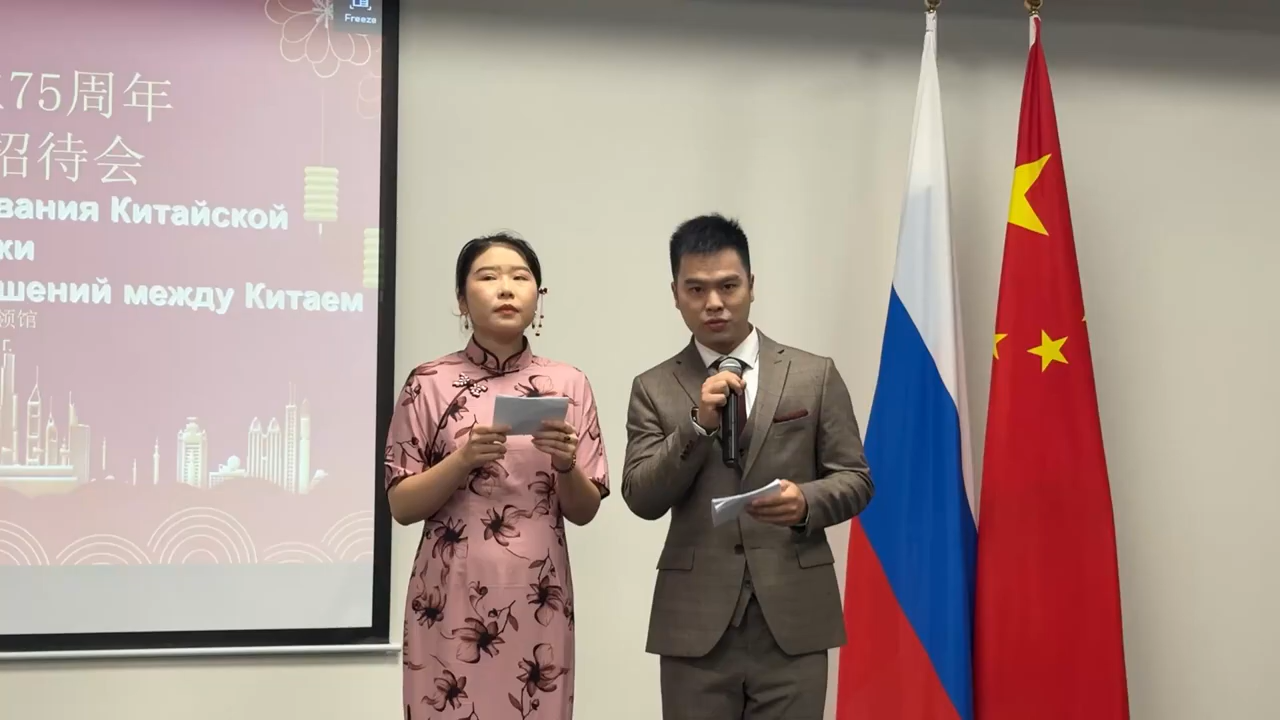 Freeze
75周年
招待会
вания Китайской
ки
шений между Китаем
领馆
г.